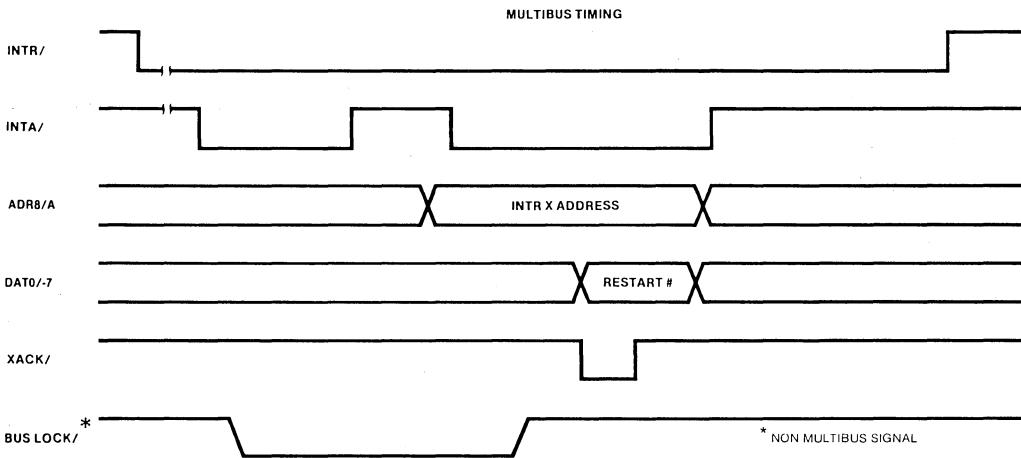 MULTIBUS TIMING
INTR/
INTA/
ADR8/A
INTR X ADDRESS
DAT0/-7
RESTART #
XACK/
BUS LOCK/ *
* NON MULTIBUS SIGNAL